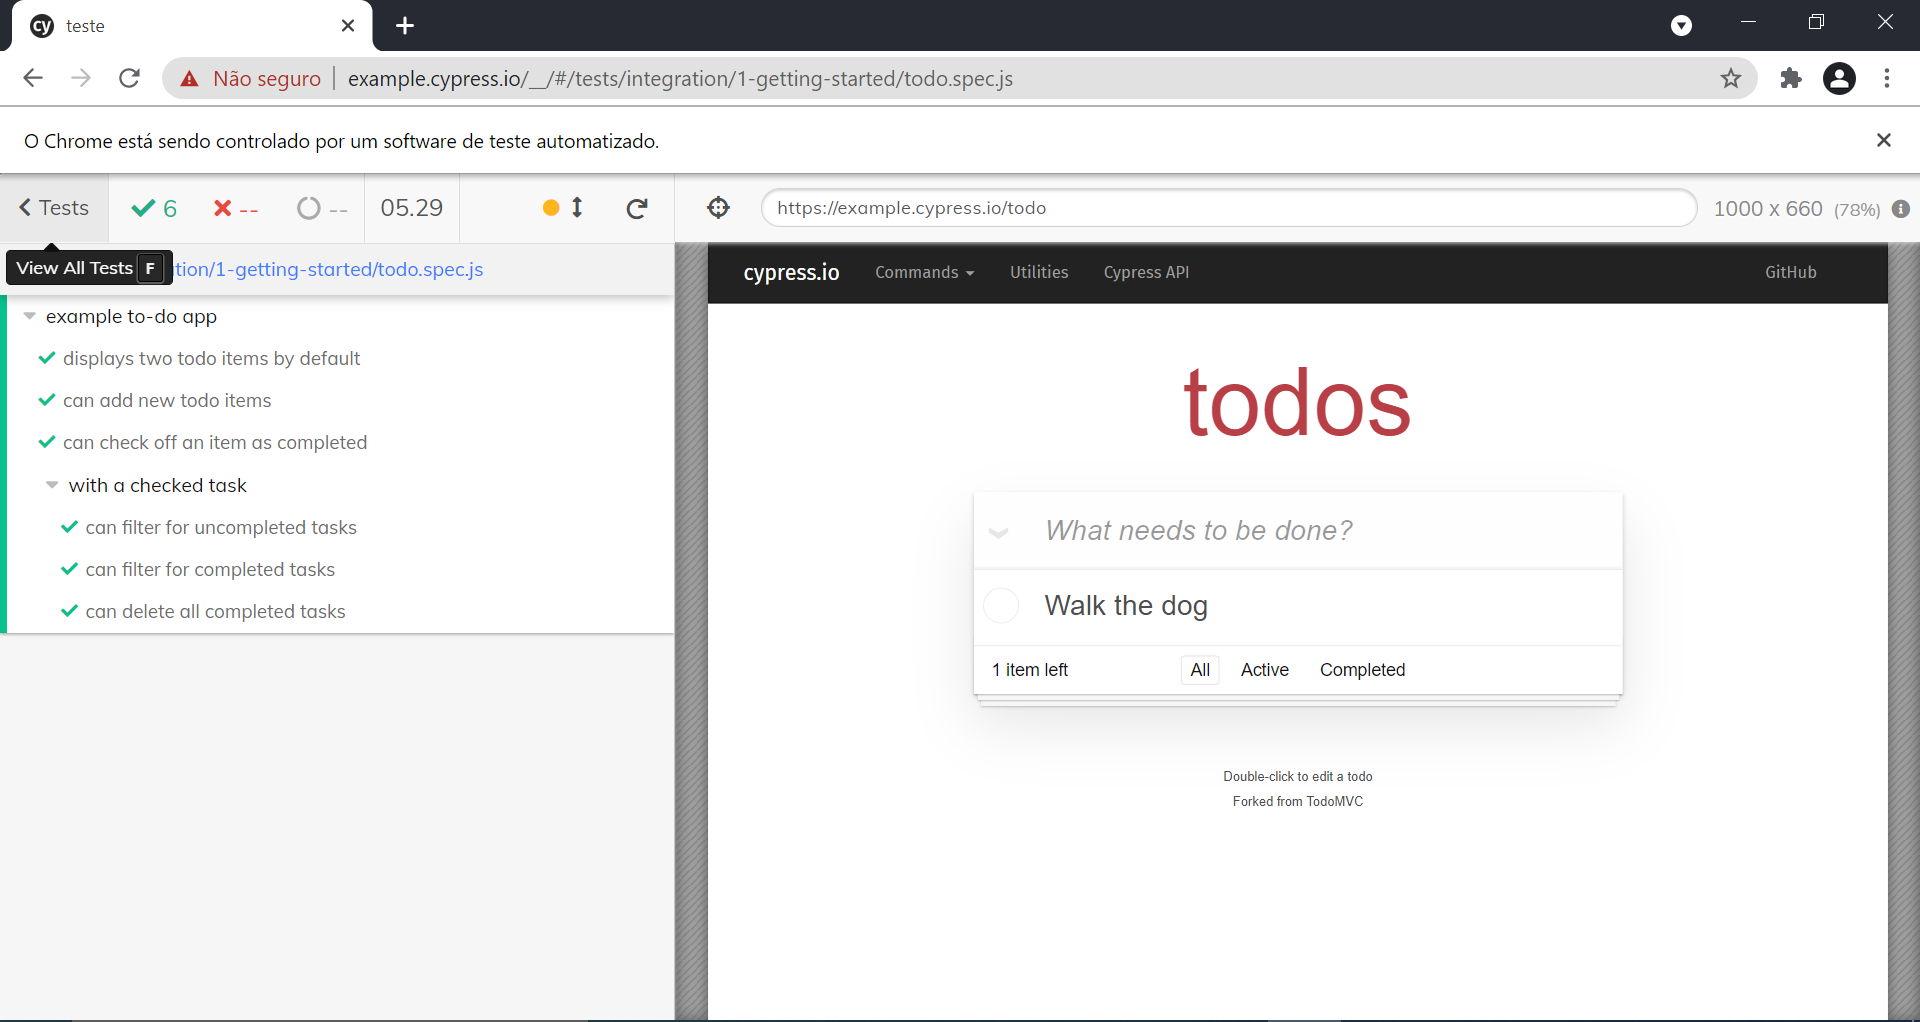 cy teste
Não seguro example.cypress.io/__/#/tests/integration/1-getting-started/todo.spec.js
O Chrome está sendo controlado por um software de teste automatizado.
Tests 6 -- -- 05.29 https://example.cypress.io/todo 1000 x 660 (78%)
View All Tests F tion/1-getting-started/todo.spec.js
example to-do app
displays two todo items by default
can add new todo items
can check off an item as completed
with a checked task
can filter for uncompleted tasks
can filter for completed tasks
can delete all completed tasks
cypress.io Commands Utilities Cypress API GitHub
todos
What needs to be done?
Walk the dog
1 item left All Active Completed
Double-click to edit a todo
Forked from TodoMVC